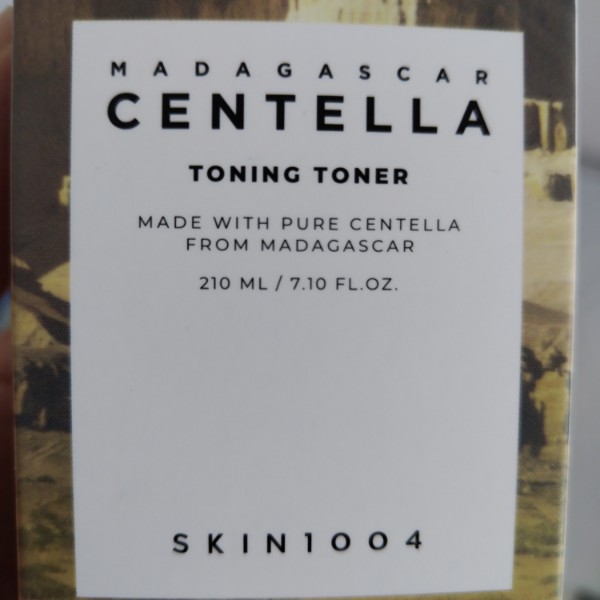 MADAGASCAR
CENTELLA
TONING TONER
MADE WITH PURE CENTELLA
FROM MADAGASCAR
210 ML / 7.10 FL.OZ.
SKIN1004